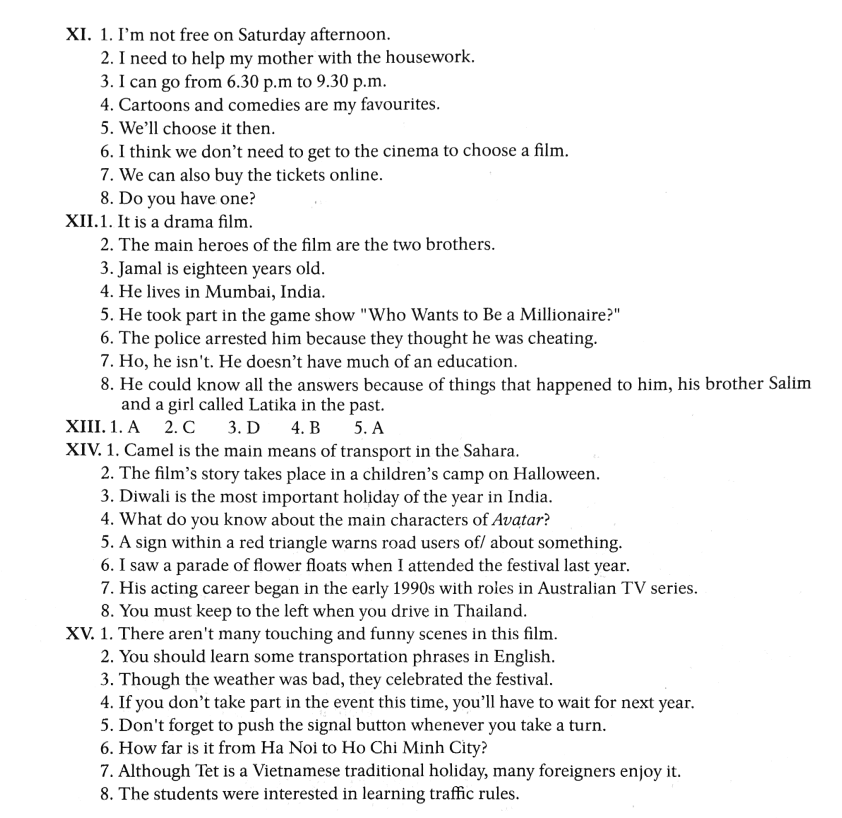 XI. 1. I'm not free on Saturday afternoon.
2. I need to help my mother with the housework.
3. I can go from 6.30 p.m to 9.30 p.m.
4. Cartoons and comedies are my favourites.
5. We'll choose it then.
6. I think we don't need to get to the cinema to choose a film.
7. We can also buy the tickets online.
8. Do you have one?
XII. 1. It is a drama film.
2. The main heroes of the film are the two brothers.
3. Jamal is eighteen years old.
4. He lives in Mumbai, India.
5. He took part in the game show "Who Wants to Be a Millionaire?"
6. The police arrested him because they thought he was cheating.
7. Ho, he isn't. He doesn't have much of an education.
8. He could know all the answers because of things that happened to him, his brother Salim
and a girl called Latika in the past.
XIII. 1. A 2. C 3. D 4. B 5. A
XIV. 1. Camel is the main means of transport in the Sahara.
2. The film's story takes place in a children's camp on Halloween.
3. Diwali is the most important holiday of the year in India.
4. What do you know about the main characters of Avatar?
5. A sign within a red triangle warns road users of/ about something.
6. I saw a parade of flower floats when I attended the festival last year.
7. His acting career began in the early 1990s with roles in Australian TV series.
8. You must keep to the left when you drive in Thailand.
XV. 1. There aren't many touching and funny scenes in this film.
2. You should learn some transportation phrases in English.
3. Though the weather was bad, they celebrated the festival.
4. If you don't take part in the event this time, you'll have to wait for next year.
5. Don't forget to push the signal button whenever you take a turn.
6. How far is it from Ha Noi to Ho Chi Minh City?
7. Although Tet is a Vietnamese traditional holiday, many foreigners enjoy it.
8. The students were interested in learning traffic rules.